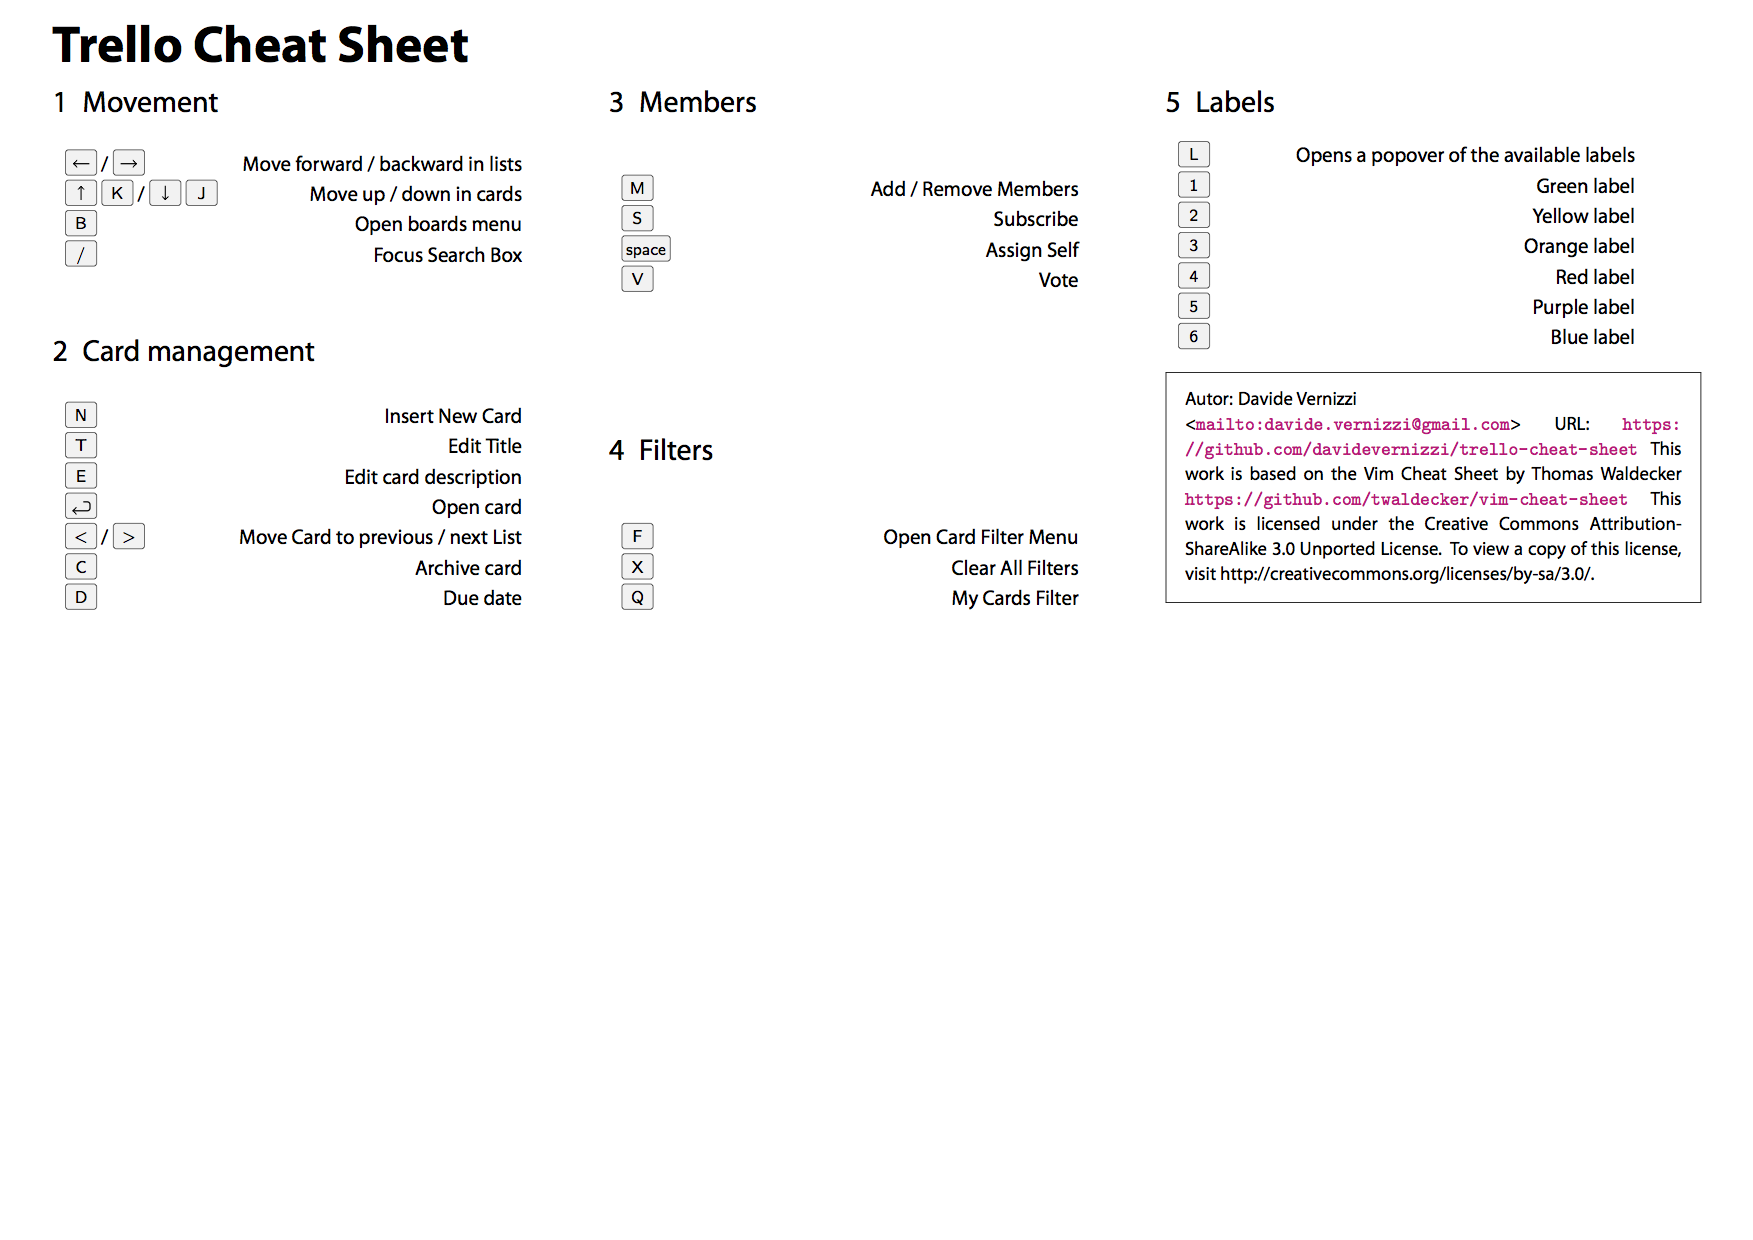 Trello Cheat Sheet
1 Movement
← / → Move forward / backward in lists
↑ K / ↓ J Move up / down in cards
B Open boards menu
/ Focus Search Box
2 Card management
N Insert New Card
T Edit Title
E Edit card description
↩ Open card
< / > Move Card to previous / next List
C Archive card
D Due date
3 Members
M Add / Remove Members
S Subscribe
space Assign Self
V Vote
4 Filters
F Open Card Filter Menu
X Clear All Filters
Q My Cards Filter
5 Labels
L Opens a popover of the available labels
1 Green label
2 Yellow label
3 Orange label
4 Red label
5 Purple label
6 Blue label
Autor: Davide Vernizzi
<mailto:davide.vernizzi@gmail.com> URL: https:
//github.com/davidevernizzi/trello-cheat-sheet This
work is based on the Vim Cheat Sheet by Thomas Waldecker
https://github.com/twaldecker/vim-cheat-sheet This
work is licensed under the Creative Commons Attribution-
ShareAlike 3.0 Unported License. To view a copy of this license,
visit http://creativecommons.org/licenses/by-sa/3.0/.